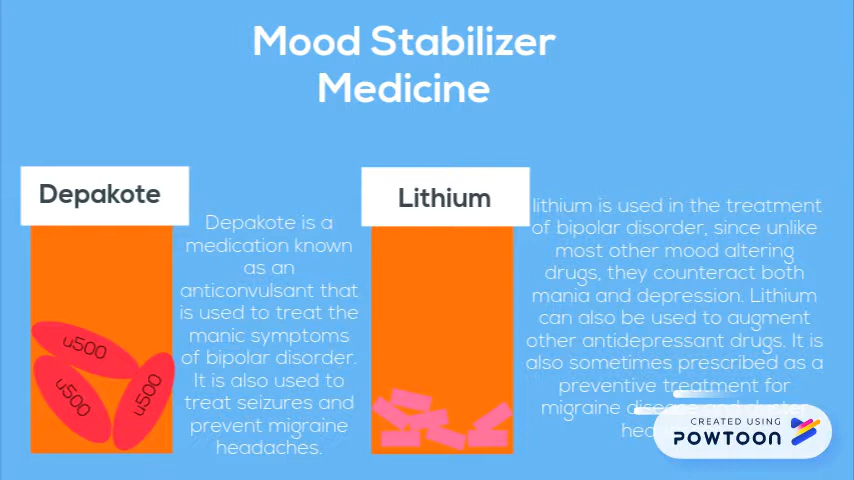 Mood Stabilizer
Medicine
Depakote
Depakote is a
medication known
as an
anticonvulsant that
is used to treat the
manic symptoms
of bipolar disorder.
It is also used to
treat seizures and
prevent migraine
headaches.
u500
u500
u500
Lithium
lithium is used in the treatment
of bipolar disorder, since unlike
most other mood altering
drugs, they counteract both
mania and depression. Lithium
can also be used to augment
other antidepressant drugs. It is
also sometimes prescribed as a
preventive treatment for
migraine disease and cluster
CREATED USING
POWTOON